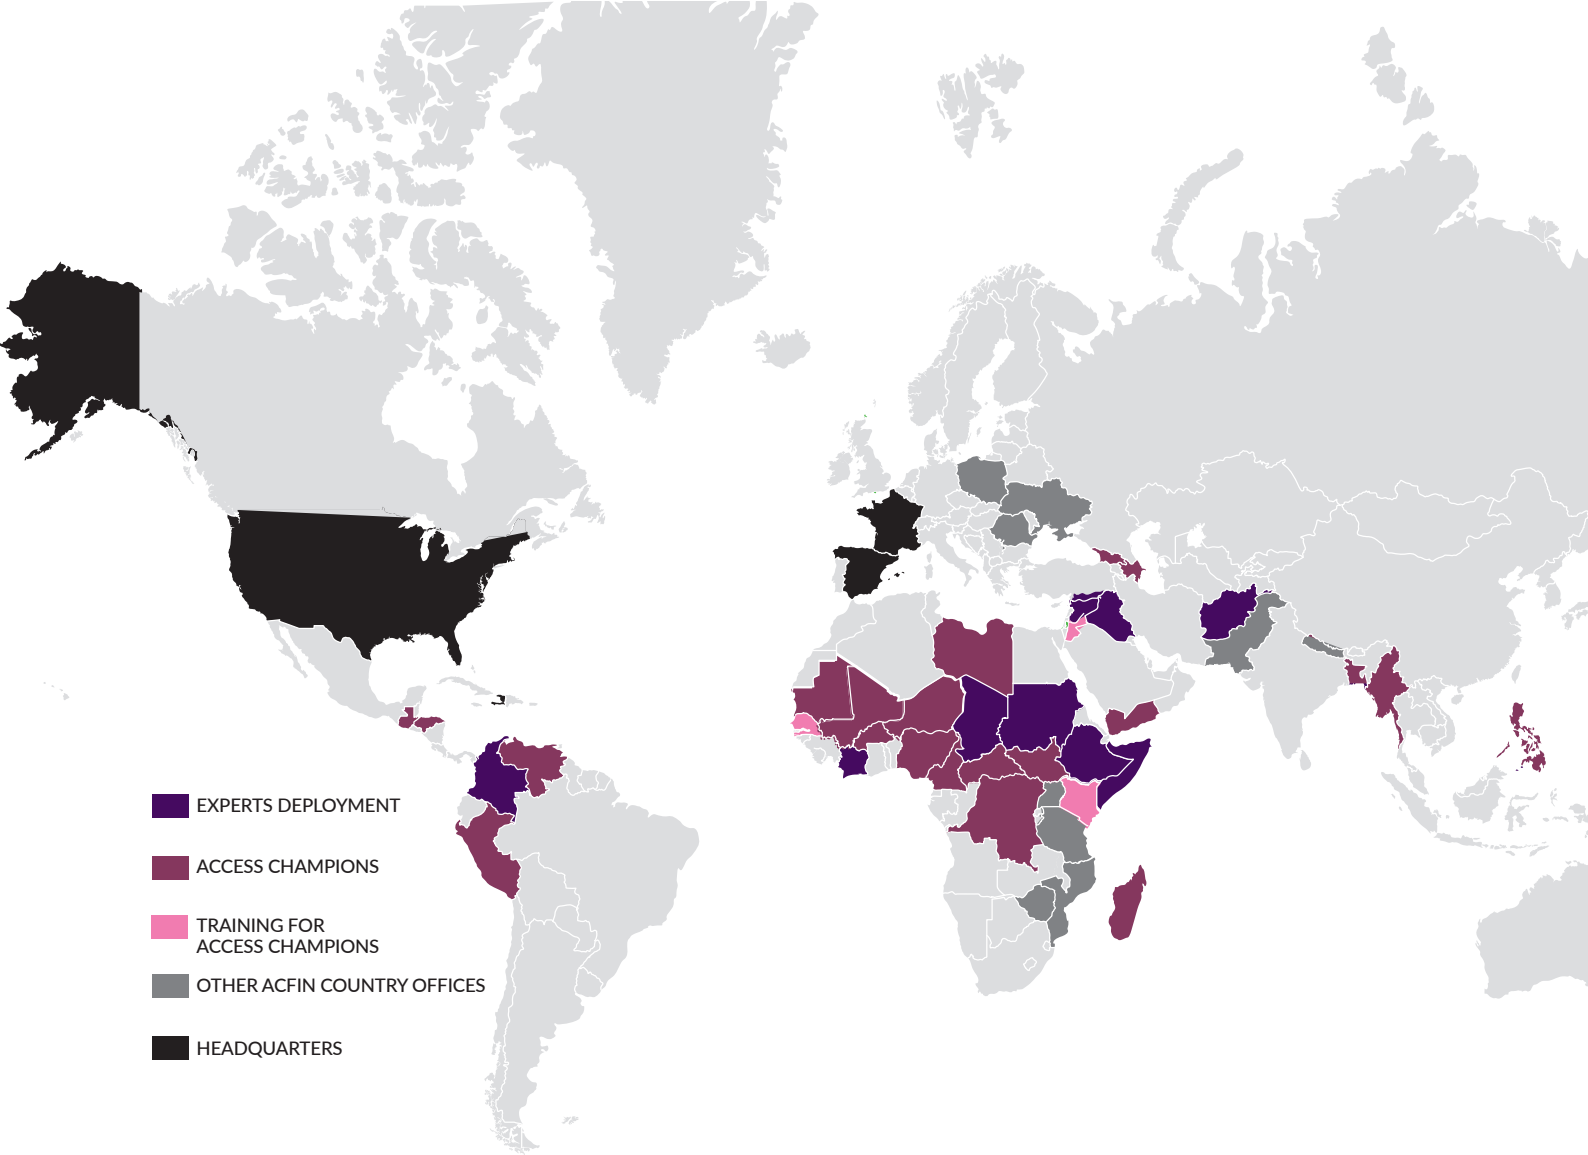 EXPERTS DEPLOYMENT
ACCESS CHAMPIONS
TRAINING FOR
ACCESS CHAMPIONS
OTHER ACFIN COUNTRY OFFICES
HEADQUARTERS